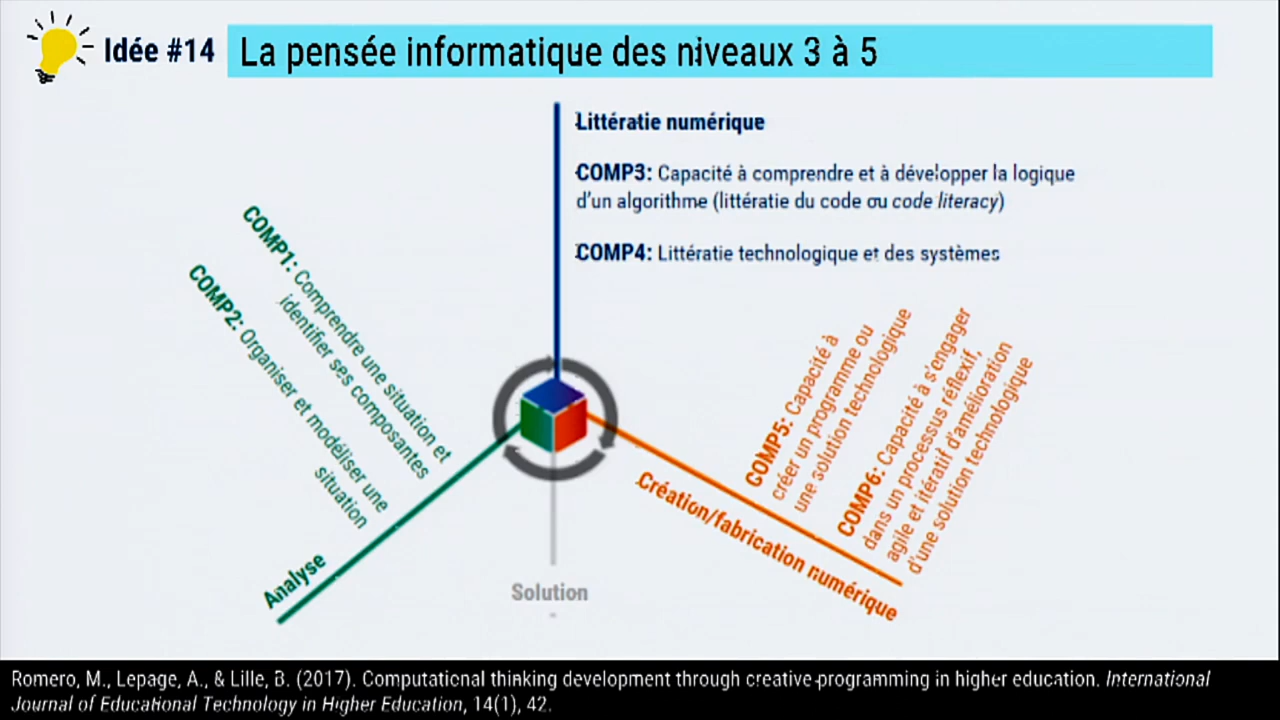 Idée #14
La pensée informatique des niveaux 3 à 5
Littératie numérique
COMP3: Capacité à comprendre et à développer la logique
d'un algorithme (littératie du code ou code literacy)
COMP4: Littératie technologique et des systèmes
COMP1: Comprendre une situation et
identifier ses composantes
COMP2: Organiser et modéliser une
situation
Analyse
COMP5: Capacité à
créer un programme ou
une solution technologique
COMP6: Capacité à s'engager
dans un processus réflexif,
agile et itératif d'amélioration
d'une solution technologique
Création/fabrication numérique
Solution
Romero, M., Lepage, A., & Lille, B. (2017). Computational thinking development through creative programming in higher education. International
Journal of Educational Technology in Higher Education, 14(1), 42.